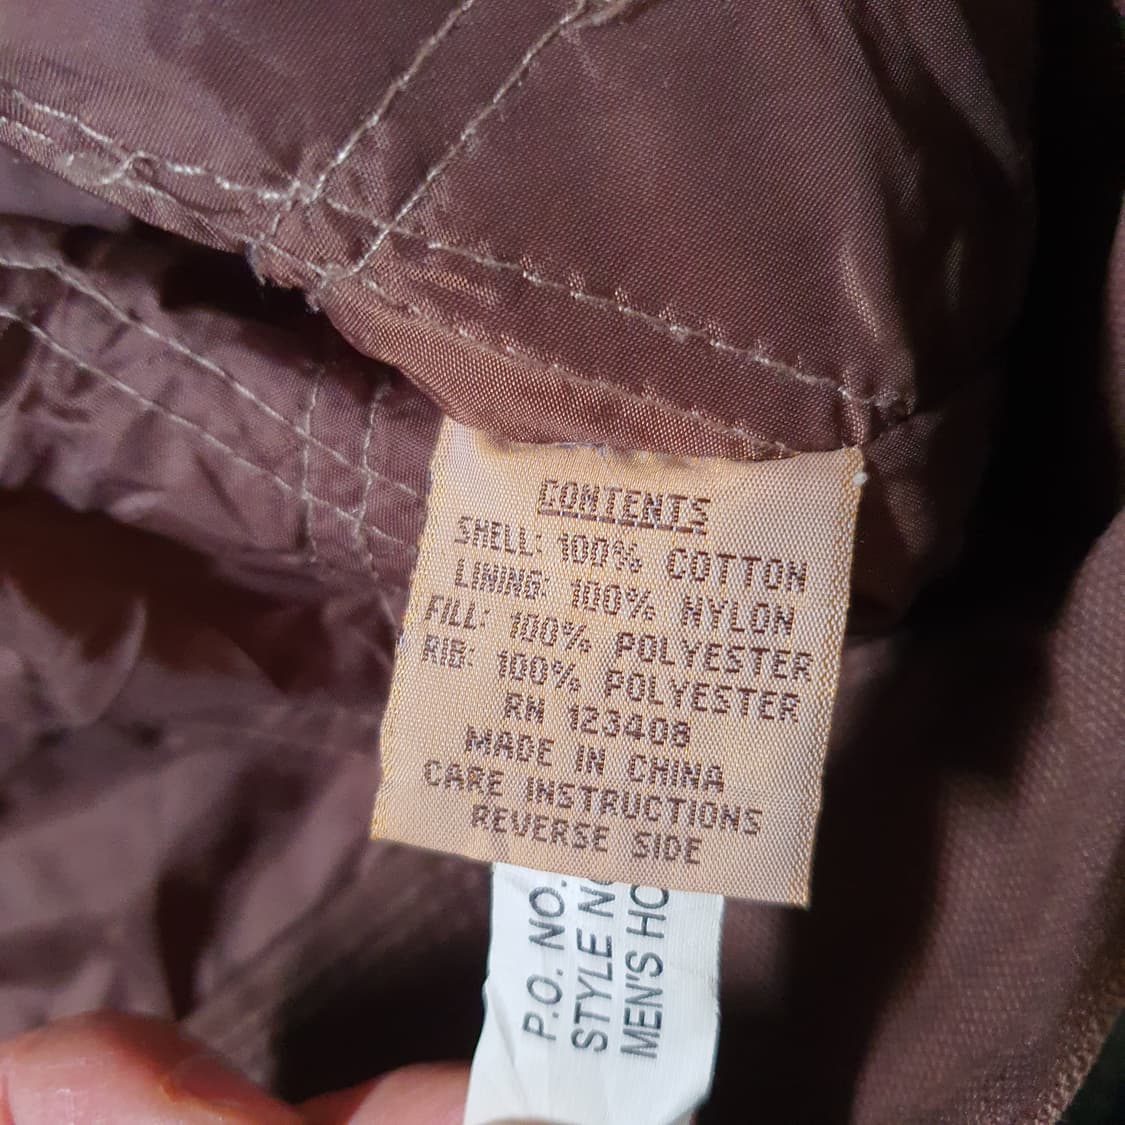 CONTENTS
SHELL: 100% COTTON
LINING: 100% NYLON
FILL: 100% POLYESTER
RIB: 100% POLYESTER
RN 123408
MADE IN CHINA
CARE INSTRUCTIONS
REVERSE SIDE
P.O. NO.
STYLE NO
MEN'S HO